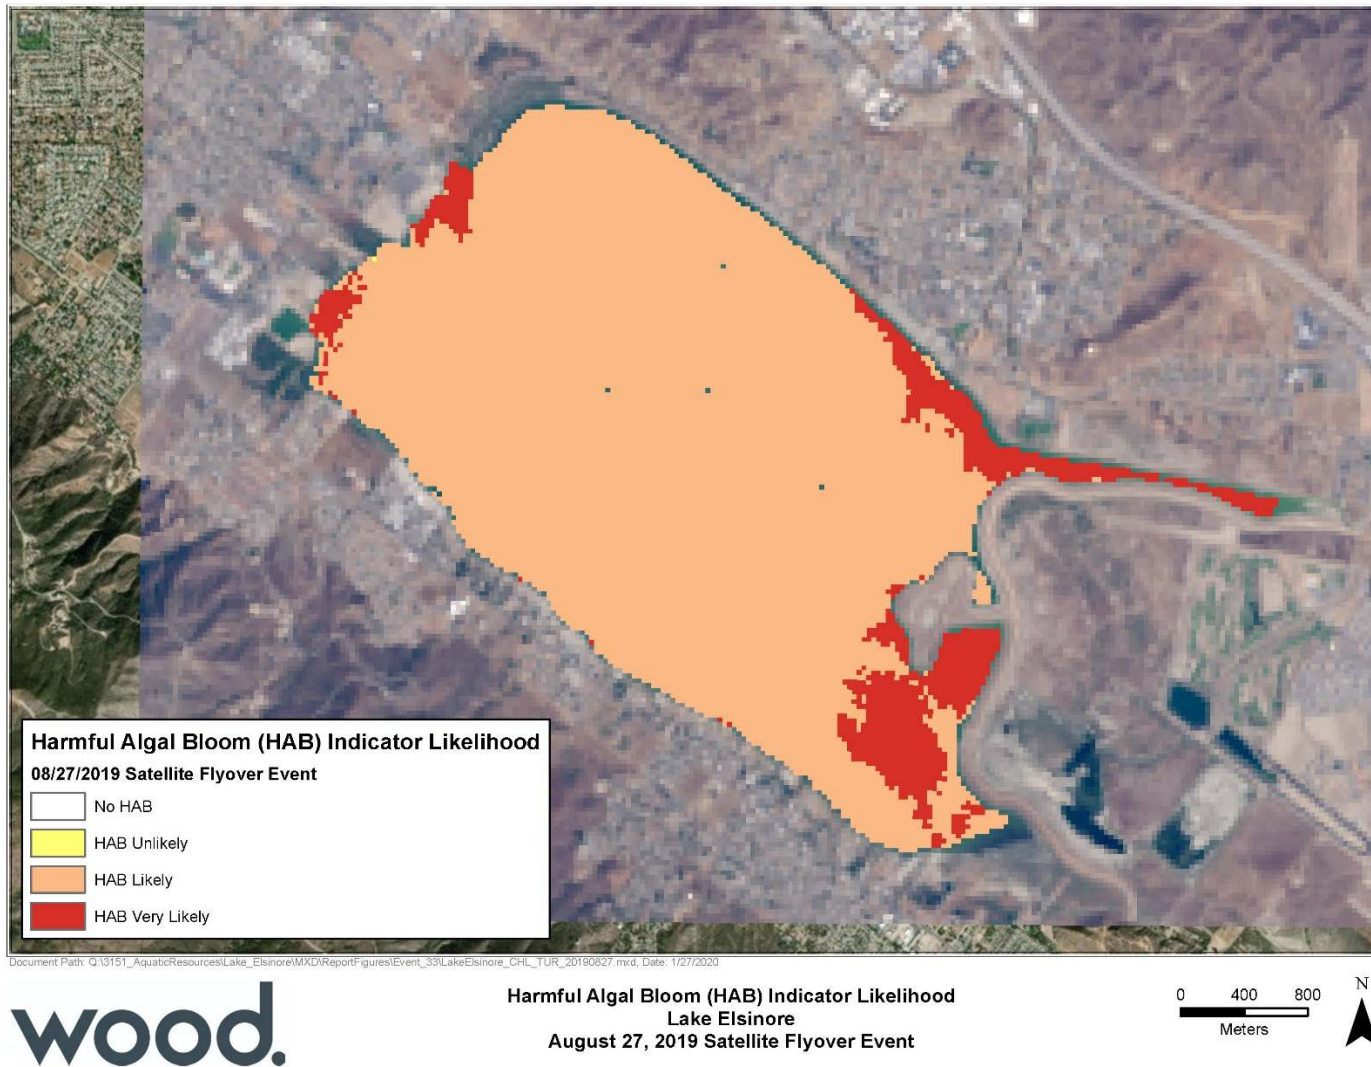 Harmful Algal Bloom (HAB) Indicator Likelihood
08/27/2019 Satellite Flyover Event
No HAB
HAB Unlikely
HAB Likely
HAB Very Likely
Document Path: Q:\3151_AquaticResources\Lake_Elsinore\MXD\ReportFigures\Event_33\LakeElsinore_CHL_TUR_20190827.mxd, Date: 1/27/2020
wood.
Harmful Algal Bloom (HAB) Indicator Likelihood
Lake Elsinore
August 27, 2019 Satellite Flyover Event
0 400 800
Meters
N